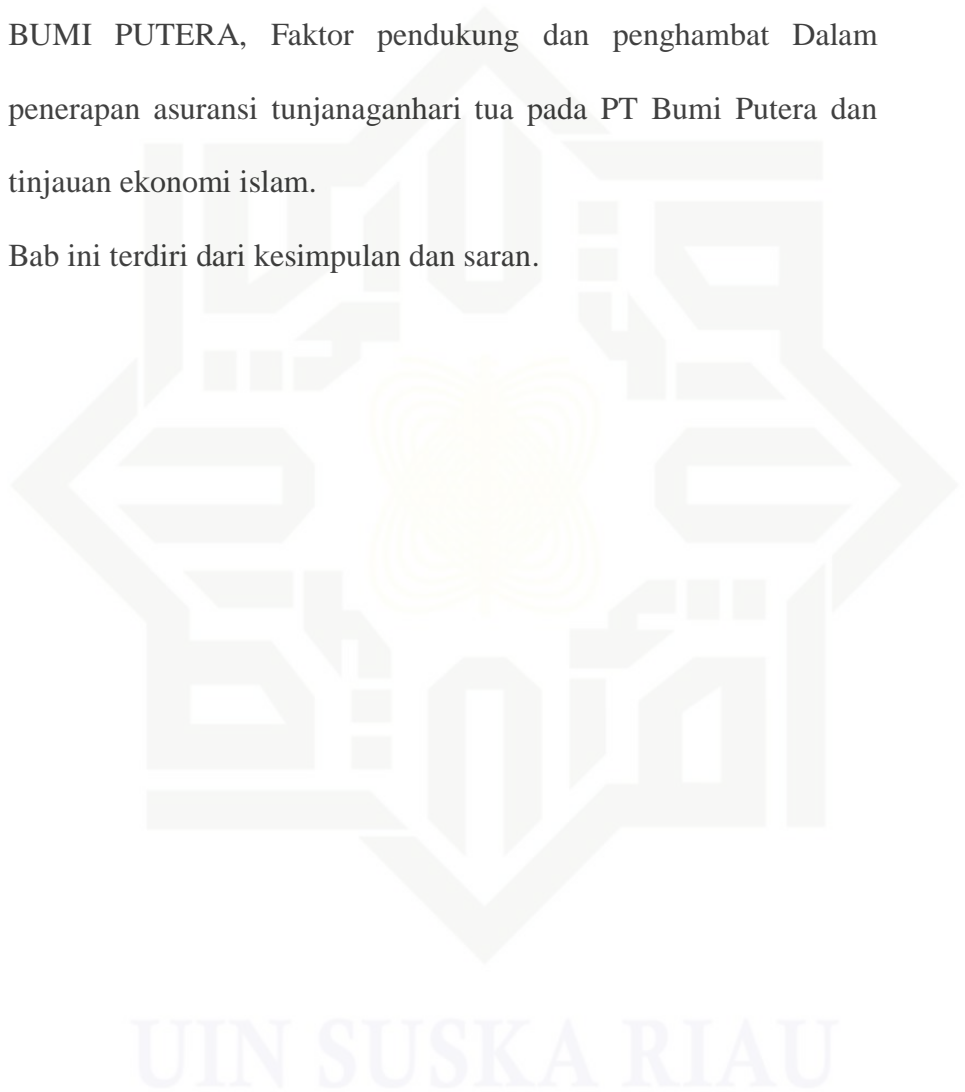 BUMI PUTERA, Faktor pendukung dan penghambat Dalam
penerapan asuransi tunjanaganhari tua pada PT Bumi Putera dan
tinjauan ekonomi islam.
Bab ini terdiri dari kesimpulan dan saran.
UIN SUSKA RIAU